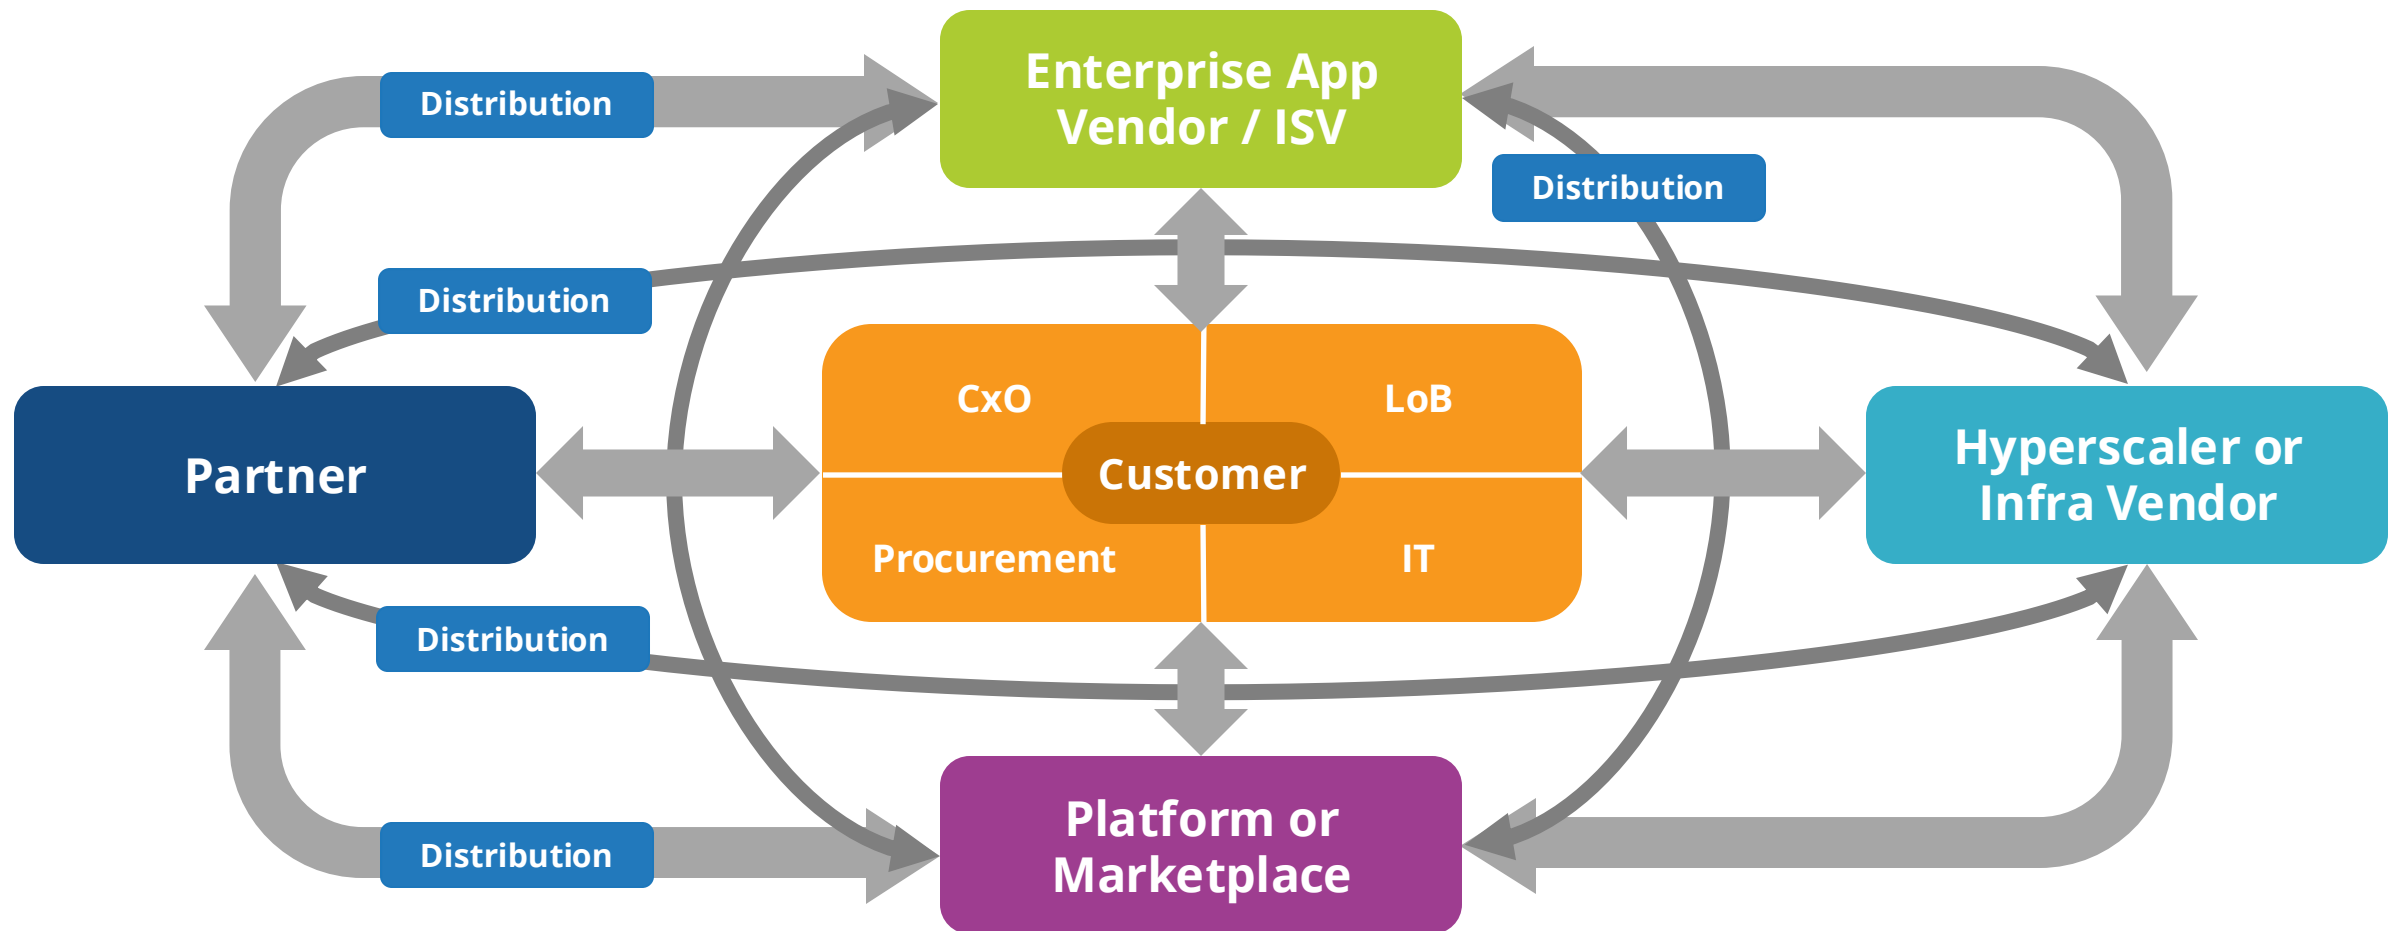 Enterprise App
Vendor / ISV
Distribution
Distribution
Distribution
CxO
LoB
Partner
Customer
Hyperscaler or
Infra Vendor
Procurement
IT
Distribution
Platform or
Marketplace
Distribution